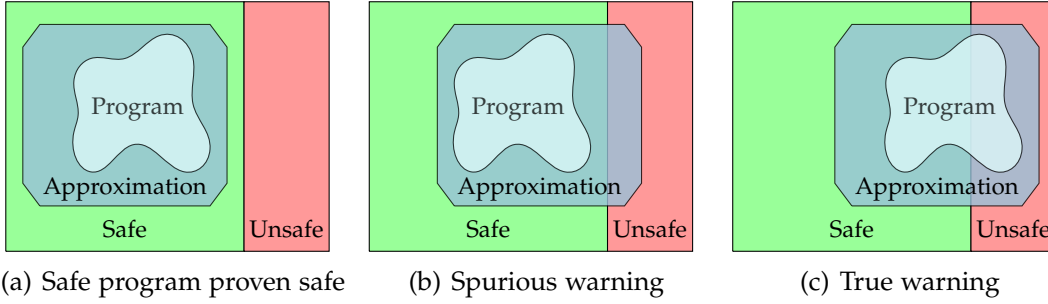 Program
Approximation
Safe
Unsafe
(a) Safe program proven safe
Program
Approximation
Safe
Unsafe
(b) Spurious warning
Program
Approximation
Safe
Unsafe
(c) True warning